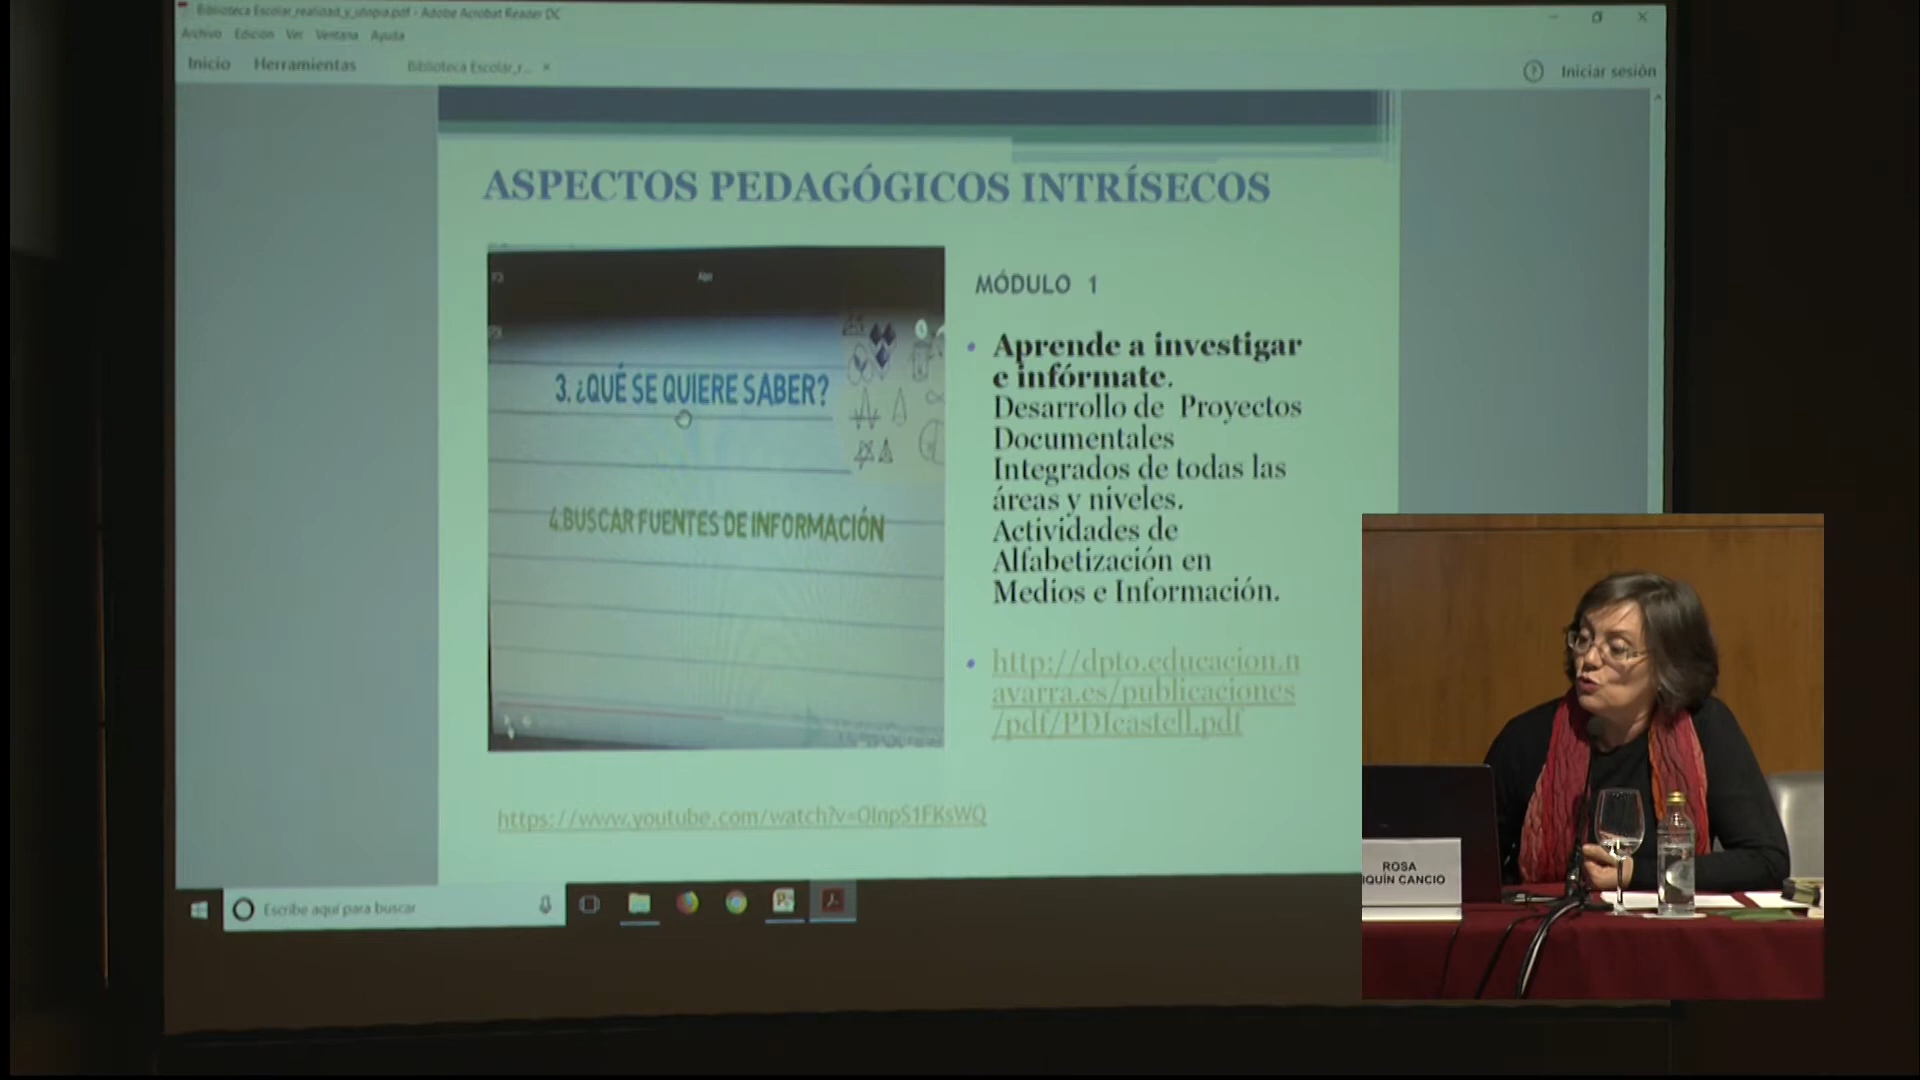 Biblioteca Escolar_realidad_y_utopia.pdf - Adobe Acrobat Reader DC
Archivo Edición Ver Ventana Ayuda
Inicio Herramientas Biblioteca Escolar_r... ×
? Iniciar sesión
ASPECTOS PEDAGÓGICOS INTRÍSECOS
3. ¿QUÉ SE QUIERE SABER?
4.BUSCAR FUENTES DE INFORMACIÓN
MÓDULO 1
• Aprende a investigar
e infórmate.
Desarrollo de Proyectos
Documentales
Integrados de todas las
áreas y niveles.
Actividades de
Alfabetización en
Medios e Información.
• http://dpto.educacion.n
avarra.es/publicaciones
/pdf/PDIcastell.pdf
https://www.youtube.com/watch?v=OInpS1FKsWQ
Escribe aquí para buscar
ROSA
IQUÍN CANCIO